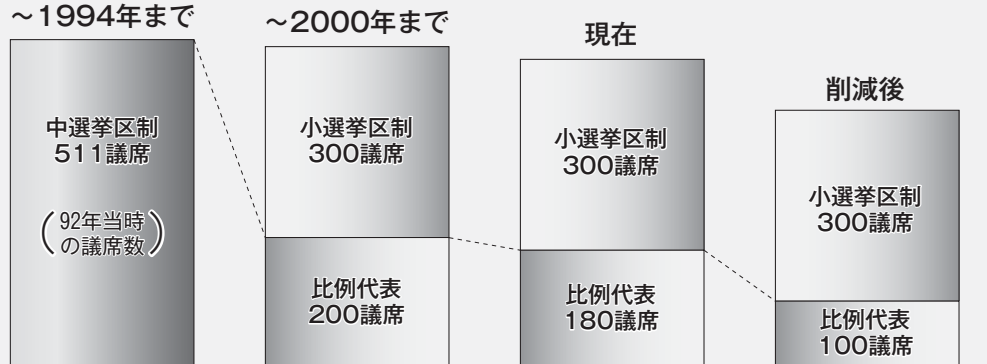 ～1994年まで
中選挙区制
511議席
(92年当時
の議席数)
～2000年まで
小選挙区制
300議席
比例代表
200議席
現在
小選挙区制
300議席
比例代表
180議席
削減後
小選挙区制
300議席
比例代表
100議席